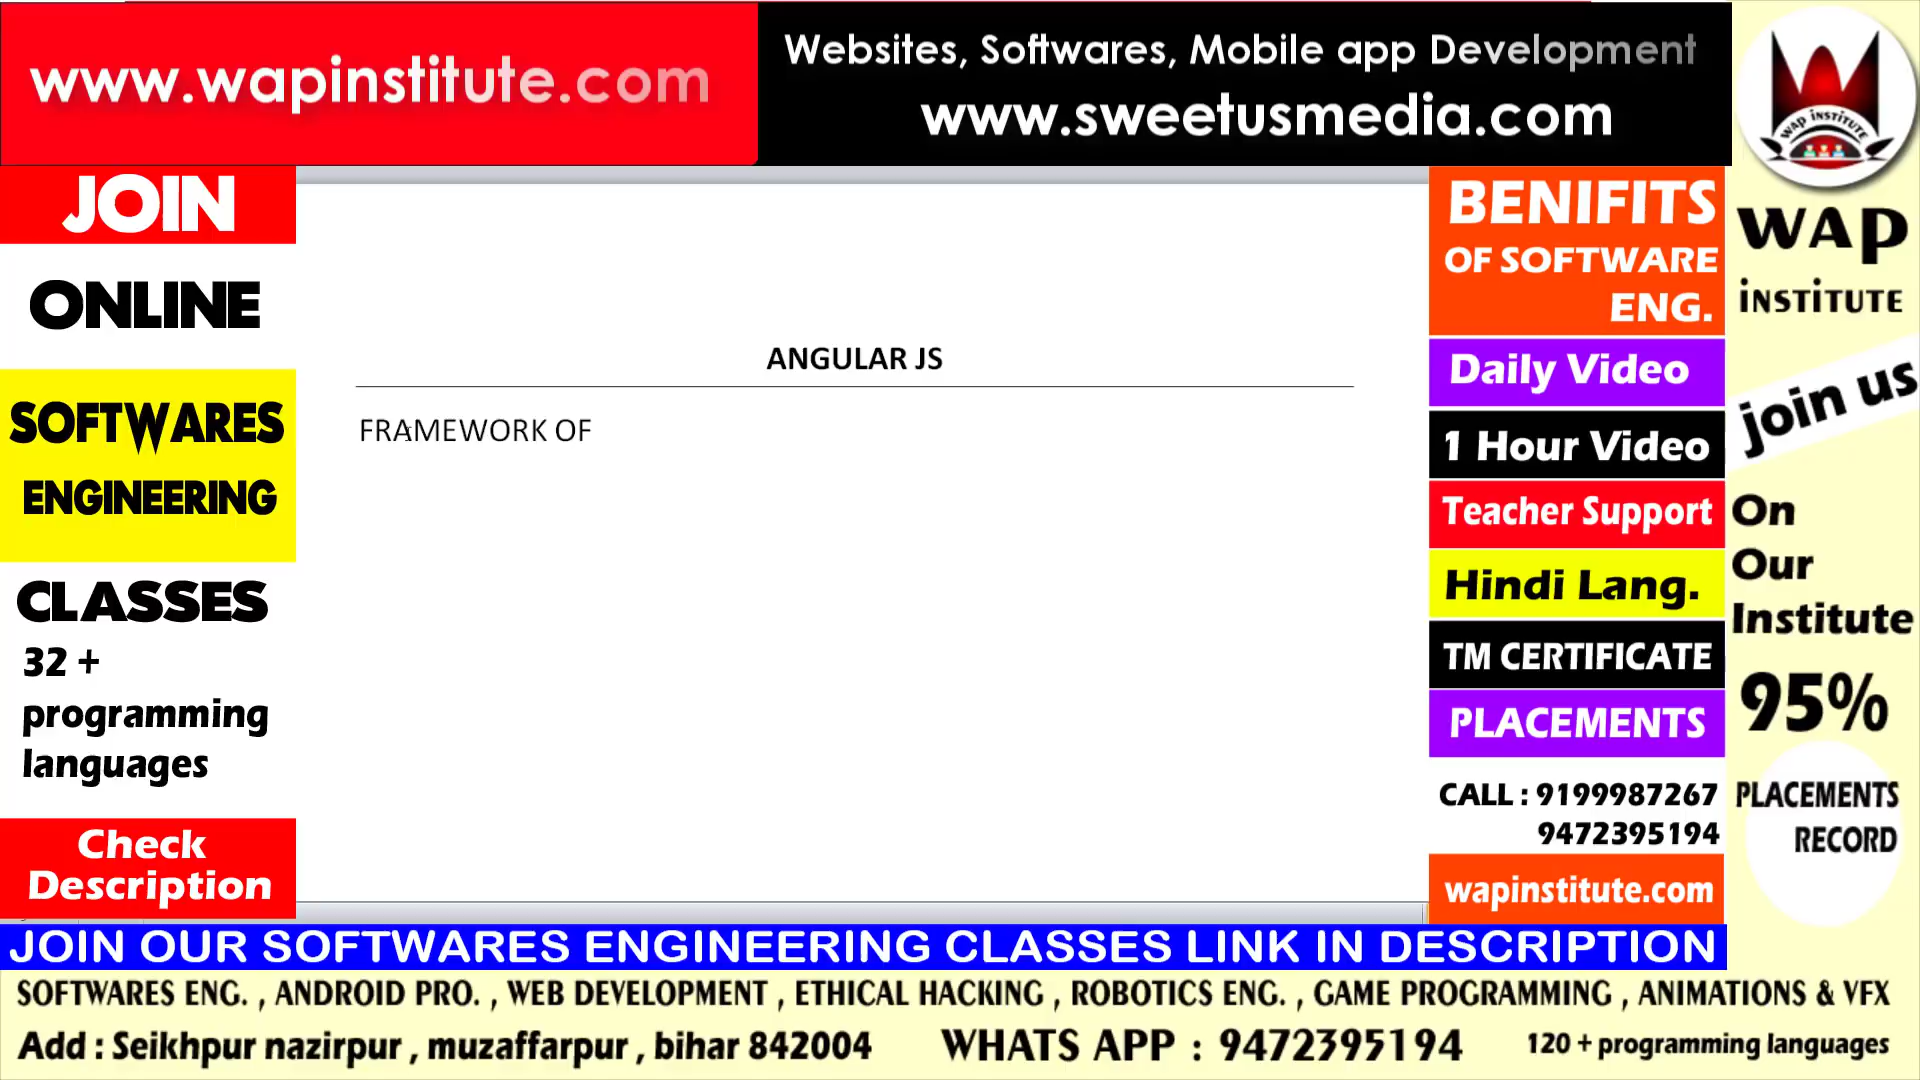 www.wapinstitute.com
Websites, Softwares, Mobile app Development
www.sweetusmedia.com
WAP INSTITUTE
WAP
iNSTiTUTE
join us
On
Our
Institute
95%
PLACEMENTS
RECORD
JOIN
ONLINE
SOFTWARES
ENGINEERING
CLASSES
32 +
programming
languages
Check
Description
ANGULAR JS
FRAMEWORK OF
BENIFITS
OF SOFTWARE
ENG.
Daily Video
1 Hour Video
Teacher Support
Hindi Lang.
TM CERTIFICATE
PLACEMENTS
CALL : 9199987267
9472395194
wapinstitute.com
JOIN OUR SOFTWARES ENGINEERING CLASSES LINK IN DESCRIPTION
SOFTWARES ENG. , ANDROID PRO. , WEB DEVELOPMENT , ETHICAL HACKING , ROBOTICS ENG. , GAME PROGRAMMING , ANIMATIONS & VFX
Add : Seikhpur nazirpur , muzaffarpur , bihar 842004 WHATS APP : 9472395194 120 + programming languages